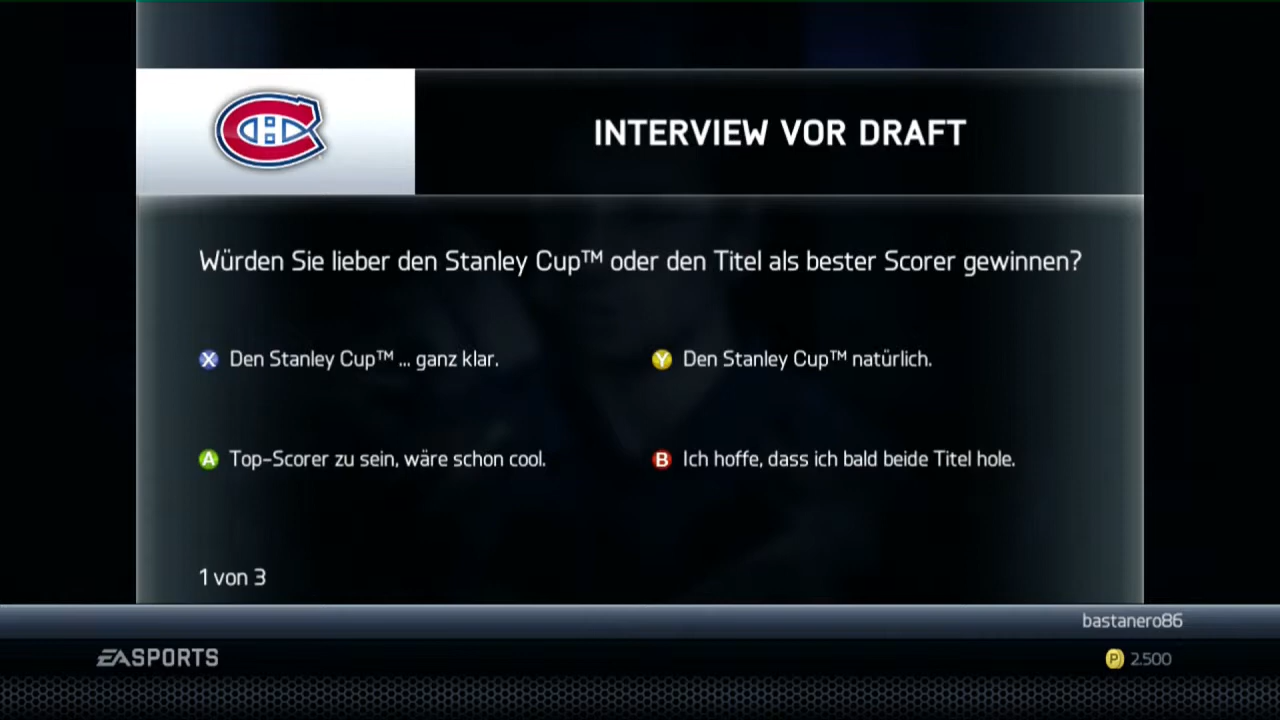 INTERVIEW VOR DRAFT
Würden Sie lieber den Stanley Cup™ oder den Titel als bester Scorer gewinnen?
X Den Stanley Cup™ ... ganz klar.
Y Den Stanley Cup™ natürlich.
A Top-Scorer zu sein, wäre schon cool.
B Ich hoffe, dass ich bald beide Titel hole.
1 von 3
bastanero86
EA SPORTS
P 2.500